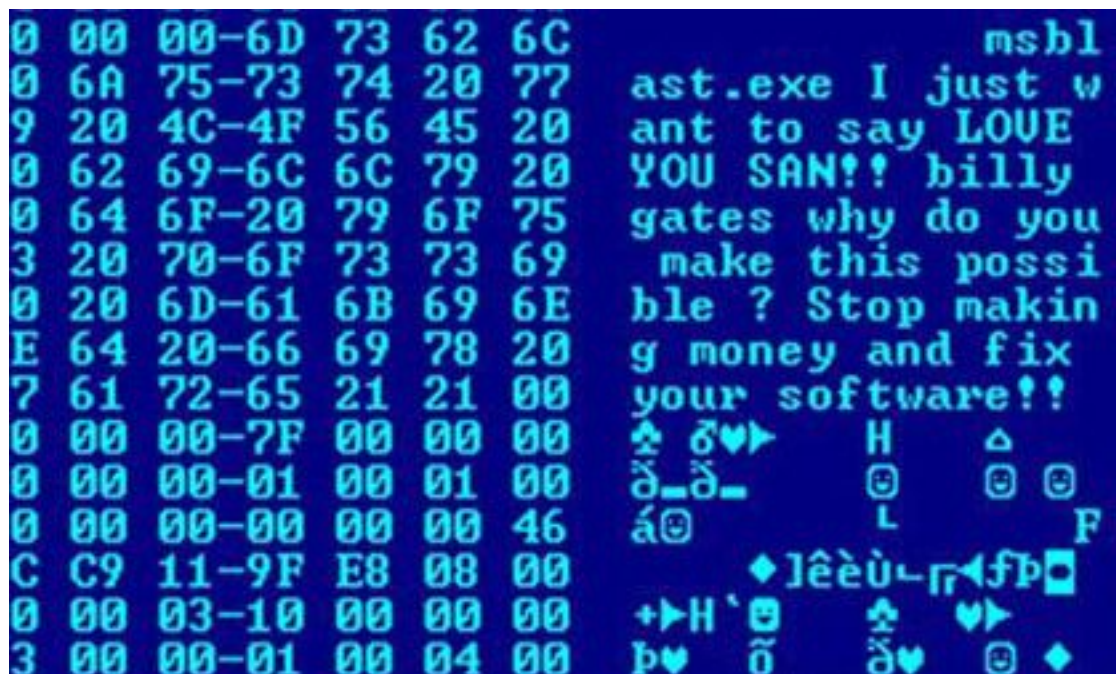 0 00 00-6D 73 62 6C msbl
0 6A 75-73 74 20 77 ast.exe I just w
9 20 4C-4F 56 45 20 ant to say LOVE
0 62 69-6C 6C 79 20 YOU SAN!! billy
0 64 6F-20 79 6F 75 gates why do you
3 20 70-6F 73 73 69 make this possi
0 20 6D-61 6B 69 6E ble ? Stop makin
E 64 20-66 69 78 20 g money and fix
7 61 72-65 21 21 00 your software!!
0 00 00-7F 00 00 00 ♣ ♂♥► H ⌂
0 00 00-01 00 01 00 ð‗ð‗ ☺ ☺ ☺
0 00 00-00 00 00 46 á☺ └ F
C C9 11-9F E8 08 00 ♦]êèù∟╔◄ƒÞ◘
0 00 03-10 00 00 00 +►H`☻ ♣ ♥►
3 00 00-01 00 04 00 Þ♥ õ ð♥ ☺ ♦